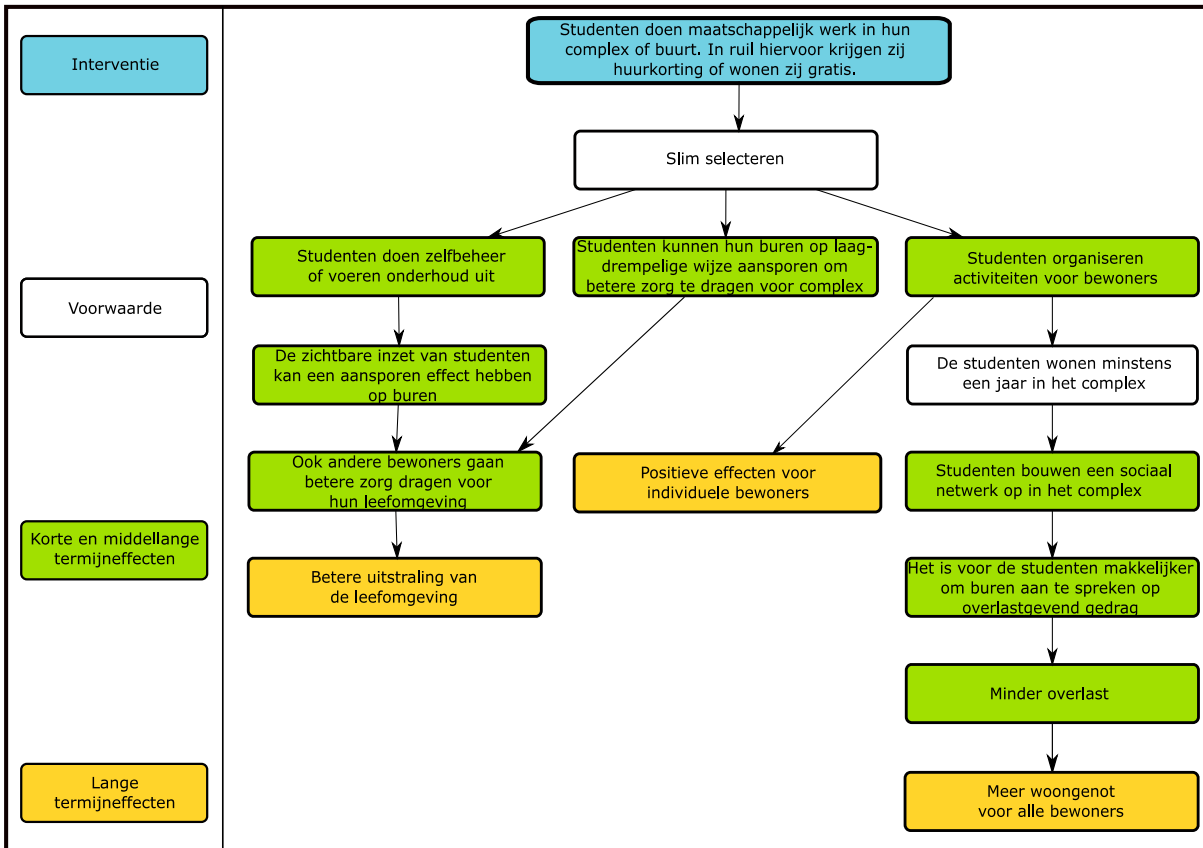 Interventie
Voorwaarde
Korte en middellange
termijneffecten
Lange
termijneffecten
Studenten doen maatschappelijk werk in hun
complex of buurt. In ruil hiervoor krijgen zij
huurkorting of wonen zij gratis.
Slim selecteren
Studenten doen zelfbeheer
of voeren onderhoud uit
Studenten kunnen hun buren op laag-
drempelige wijze aansporen om
betere zorg te dragen voor complex
Studenten organiseren
activiteiten voor bewoners
De zichtbare inzet van studenten
kan een aansporen effect hebben
op buren
De studenten wonen minstens
een jaar in het complex
Ook andere bewoners gaan
betere zorg dragen voor
hun leefomgeving
Positieve effecten voor
individuele bewoners
Studenten bouwen een sociaal
netwerk op in het complex
Betere uitstraling van
de leefomgeving
Het is voor de studenten makkelijker
om buren aan te spreken op
overlastgevend gedrag
Minder overlast
Meer woongenot
voor alle bewoners